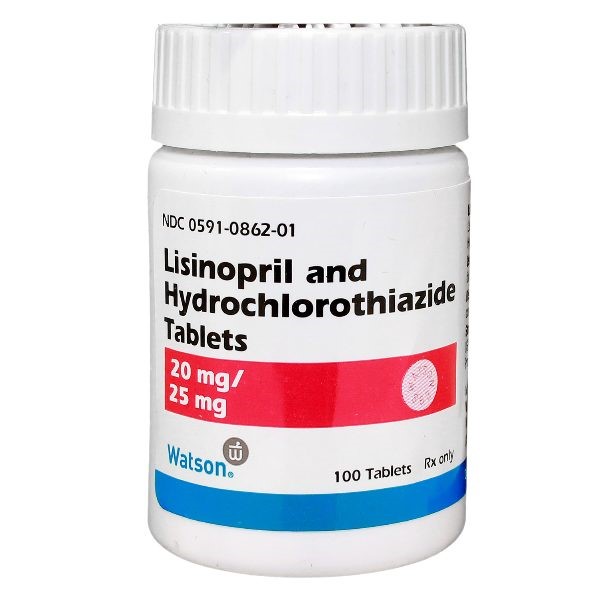 NDC 0591-0862-01
Lisinopril and
Hydrochlorothiazide
Tablets
20 mg/
25 mg
Watson®
100 Tablets Rx only